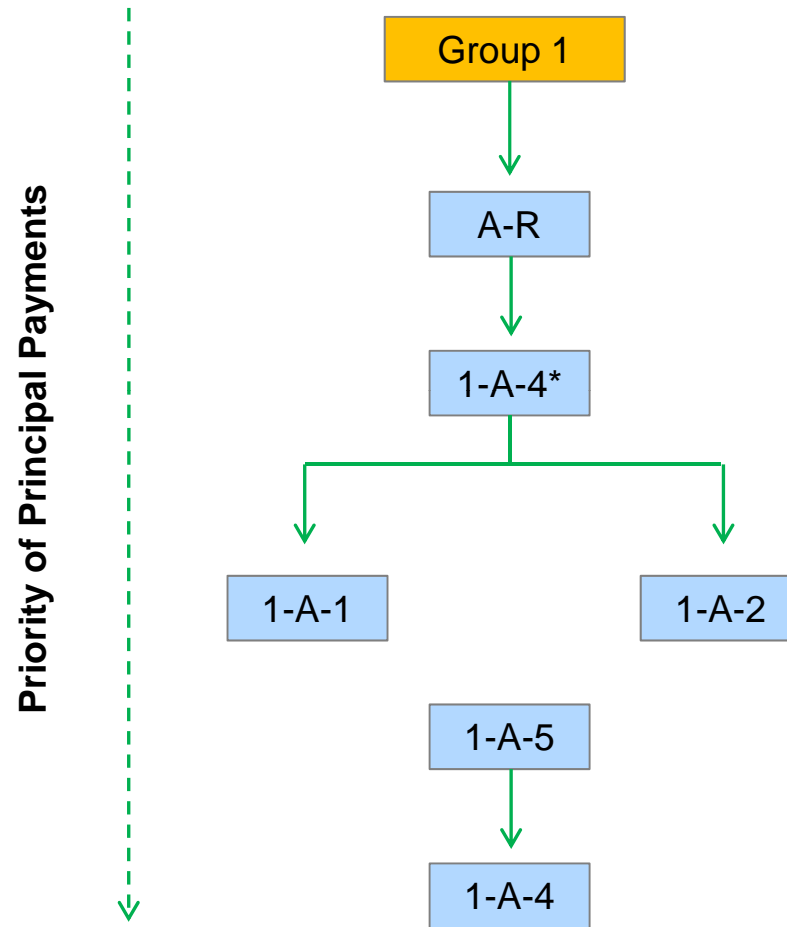 Priority of Principal Payments
Group 1
A-R
1-A-4*
1-A-1
1-A-2
1-A-5
1-A-4